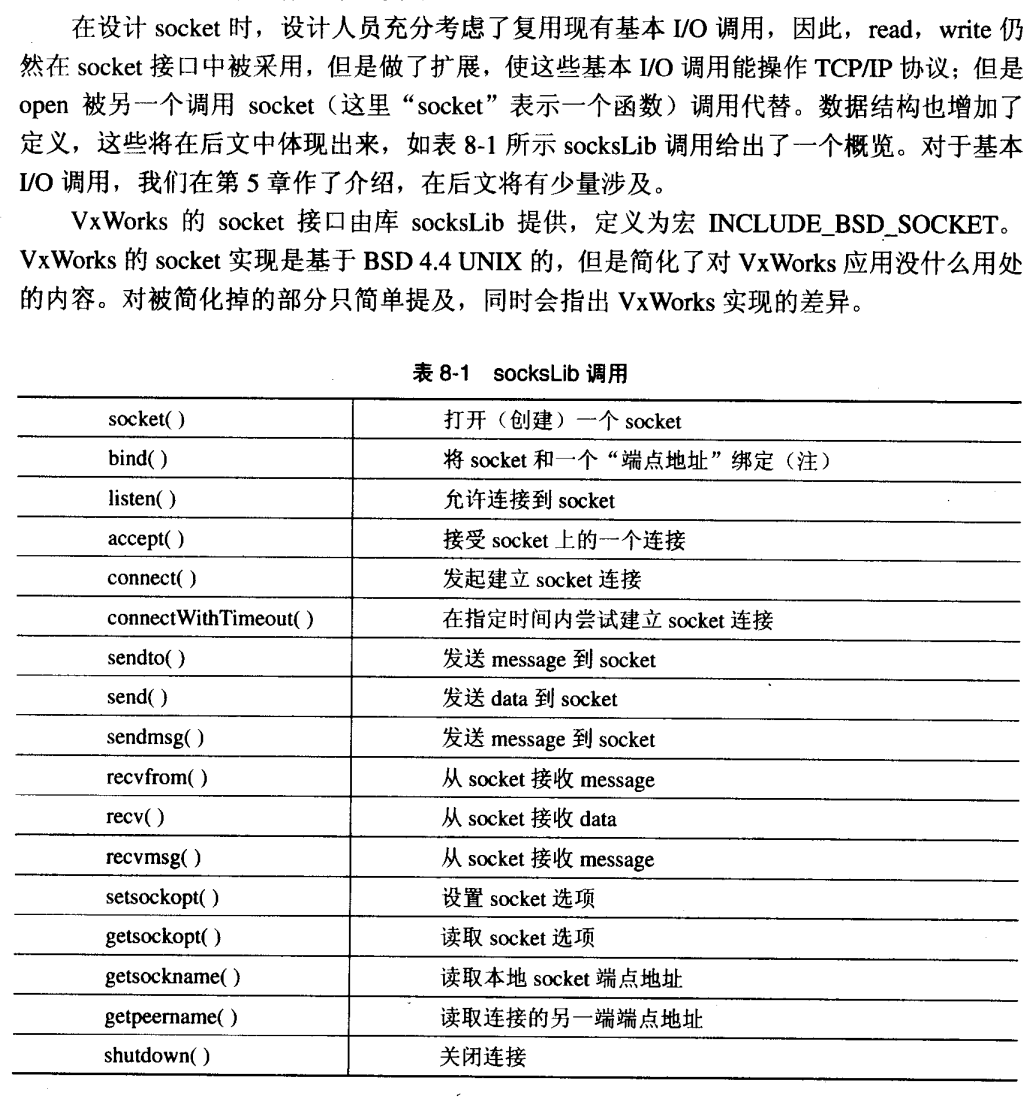 在设计 socket 时，设计人员充分考虑了复用现有基本 I/O 调用，因此，read，write 仍
然在 socket 接口中被采用，但是做了扩展，使这些基本 I/O 调用能操作 TCP/IP 协议；但是
open 被另一个调用 socket（这里“socket”表示一个函数）调用代替。数据结构也增加了
定义，这些将在后文中体现出来，如表 8-1 所示 socksLib 调用给出了一个概览。对于基本
I/O 调用，我们在第 5 章作了介绍，在后文将有少量涉及。
VxWorks 的 socket 接口由库 socksLib 提供，定义为宏 INCLUDE_BSD_SOCKET。
VxWorks 的 socket 实现是基于 BSD 4.4 UNIX 的，但是简化了对 VxWorks 应用没什么用处
的内容。对被简化掉的部分只简单提及，同时会指出 VxWorks 实现的差异。
表 8-1 socksLib 调用
socket( ) 打开（创建）一个 socket
bind( ) 将 socket 和一个“端点地址”绑定（注）
listen( ) 允许连接到 socket
accept( ) 接受 socket 上的一个连接
connect( ) 发起建立 socket 连接
connectWithTimeout( ) 在指定时间内尝试建立 socket 连接
sendto( ) 发送 message 到 socket
send( ) 发送 data 到 socket
sendmsg( ) 发送 message 到 socket
recvfrom( ) 从 socket 接收 message
recv( ) 从 socket 接收 data
recvmsg( ) 从 socket 接收 message
setsockopt( ) 设置 socket 选项
getsockopt( ) 读取 socket 选项
getsockname( ) 读取本地 socket 端点地址
getpeername( ) 读取连接的另一端端点地址
shutdown( ) 关闭连接